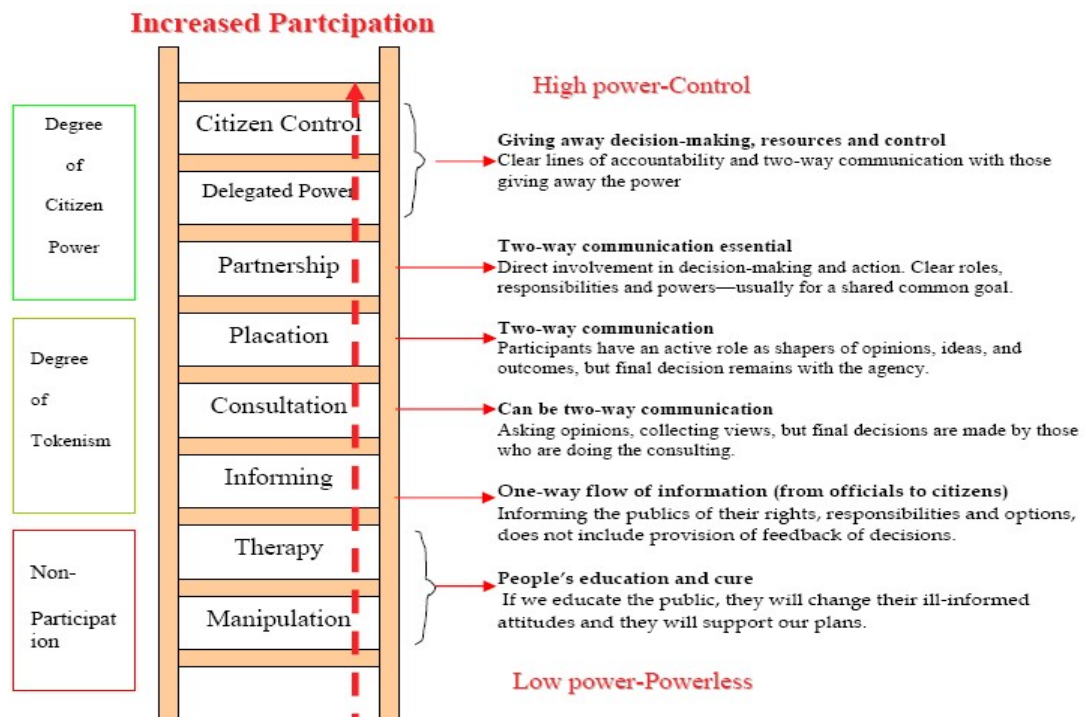 Increased Partcipation
High power-Control
Degree
of
Citizen
Power
Citizen Control
Delegated Power
Giving away decision-making, resources and control
Clear lines of accountability and two-way communication with those
giving away the power
Partnership
Two-way communication essential
Direct involvement in decision-making and action. Clear roles,
responsibilities and powers—usually for a shared common goal.
Degree
of
Tokenism
Placation
Two-way communication
Participants have an active role as shapers of opinions, ideas, and
outcomes, but final decision remains with the agency.
Consultation
Can be two-way communication
Asking opinions, collecting views, but final decisions are made by those
who are doing the consulting.
Informing
One-way flow of information (from officials to citizens)
Informing the publics of their rights, responsibilities and options,
does not include provision of feedback of decisions.
Non-
Participat
ion
Therapy
Manipulation
People's education and cure
If we educate the public, they will change their ill-informed
attitudes and they will support our plans.
Low power-Powerless